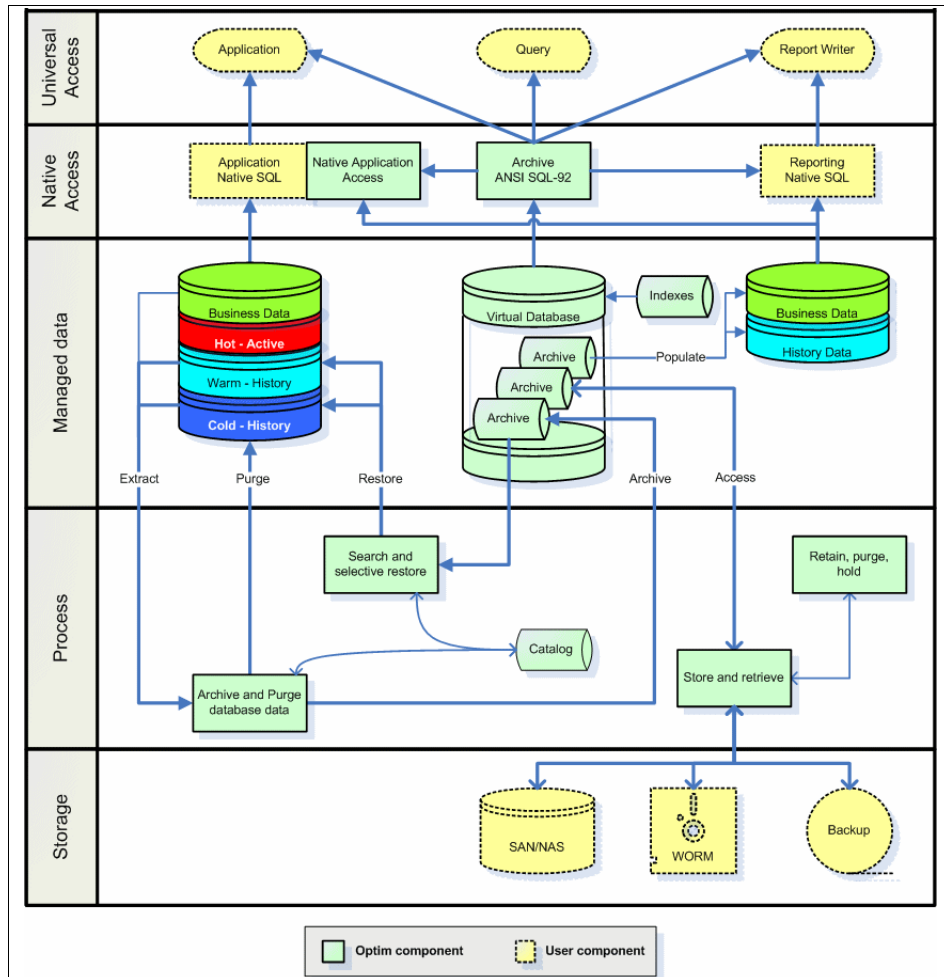 Universal
Access
Application
Query
Report Writer
Native
Access
Application
Native SQL
Native Application
Access
Archive
ANSI SQL-92
Reporting
Native SQL
Managed data
Business Data
Hot - Active
Warm - History
Cold - History
Virtual Database
Indexes
Archive
Archive
Archive
Populate
Business Data
History Data
Extract
Purge
Restore
Archive
Access
Process
Search and
selective restore
Retain, purge,
hold
Catalog
Archive and Purge
database data
Store and retrieve
Storage
SAN/NAS
WORM
Backup
Optim component
User component